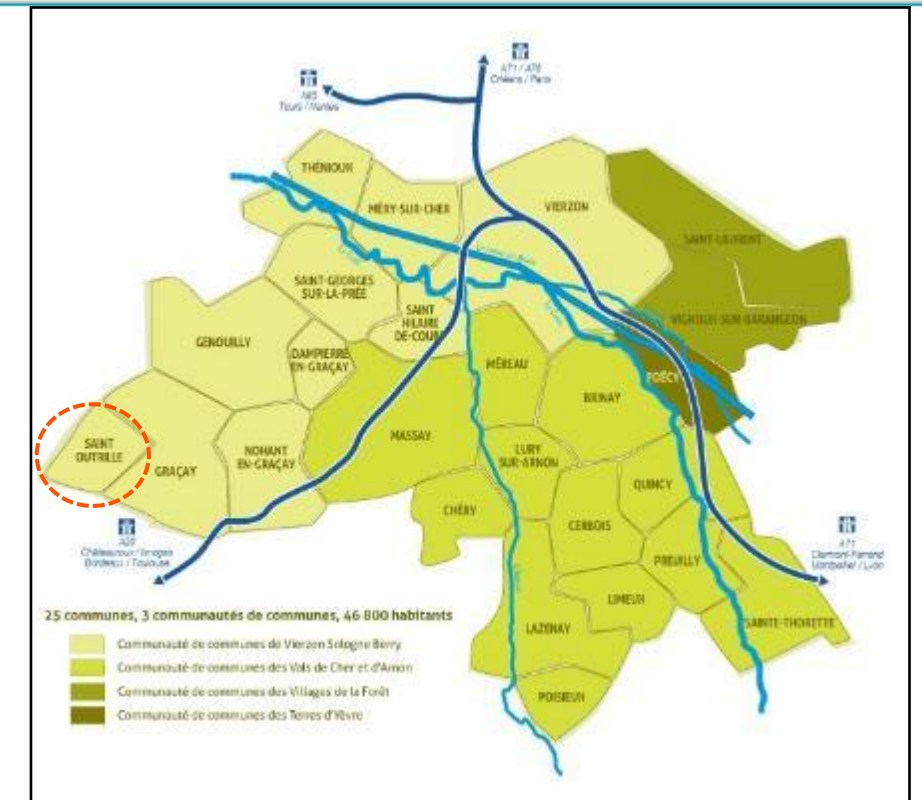 A71 / A78
Orléans / Paris
A85
Tours / Nantes
THÉNIOUX
MÉRY-SUR-CHER
VIERZON
SAINT-LAURENT
SAINT-GEORGES
SUR-LA-PRÉE
SAINT
HILAIRE
DE-COURT
VIGNOUX-SUR-BARANGEON
GENOUILLY
DAMPIERRE
EN-GRAÇAY
MÉREAU
FOËCY
BRINAY
MASSAY
SAINT
OUTRILLE
GRAÇAY
NOHANT
EN-GRAÇAY
LURY
SUR-ARNON
QUINCY
CHÉRY
CERBOIS
A20
Châteauroux / Limoges
Bordeaux / Toulouse
PREUILLY
A71
Clermont-Ferrand
Montpellier / Lyon
LIMEUX
LAZENAY
SAINTE-THORETTE
POISIEUX
25 communes, 3 communautés de communes, 46 800 habitants
Communauté de communes de Vierzon Sologne Berry
Communauté de communes des Vals de Cher et d'Arnon
Communauté de communes des Villages de la Forêt
Communauté de communes des Terres d'Yèvre